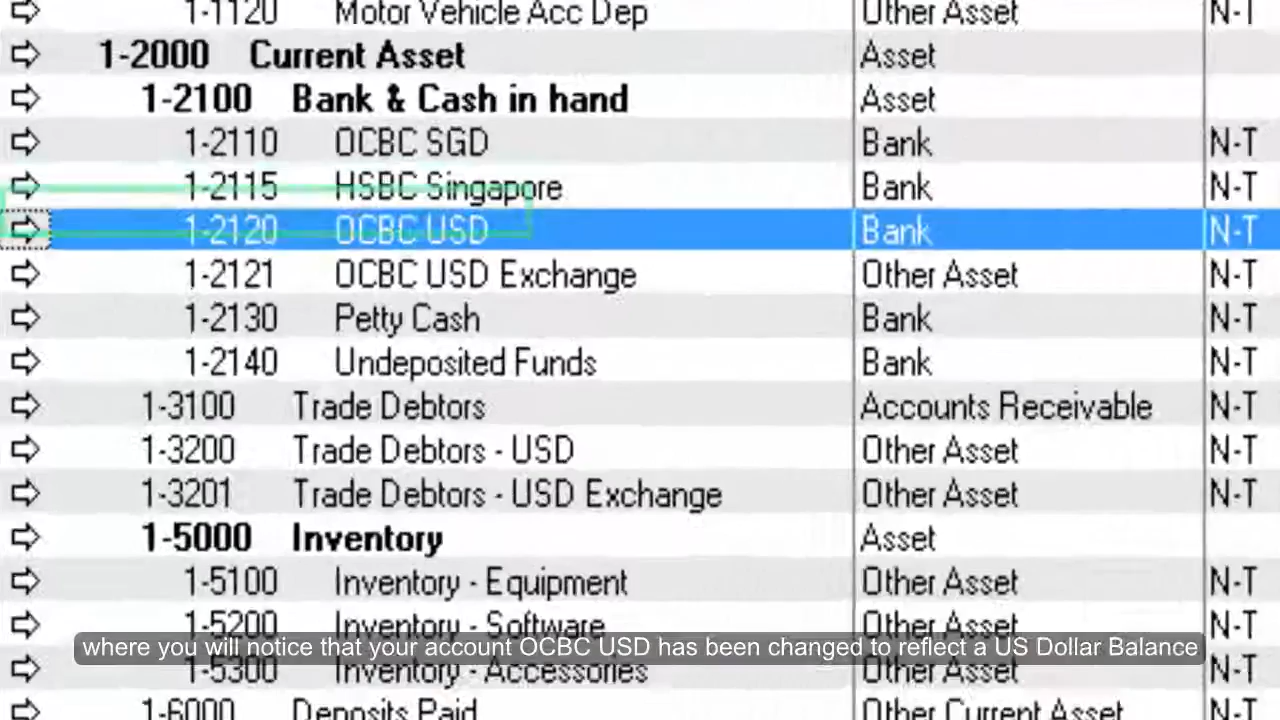 1-1120 Motor Vehicle Acc Dep Other Asset N-T
1-2000 Current Asset Asset
1-2100 Bank & Cash in hand Asset
1-2110 OCBC SGD Bank N-T
1-2115 HSBC Singapore Bank N-T
1-2120 OCBC USD Bank N-T
1-2121 OCBC USD Exchange Other Asset N-T
1-2130 Petty Cash Bank N-T
1-2140 Undeposited Funds Bank N-T
1-3100 Trade Debtors Accounts Receivable N-T
1-3200 Trade Debtors - USD Other Asset N-T
1-3201 Trade Debtors - USD Exchange Other Asset N-T
1-5000 Inventory Asset
1-5100 Inventory - Equipment Other Asset N-T
1-5200 Inventory - Software Other Asset N-T
where you will notice that your account OCBC USD has been changed to reflect a US Dollar Balance
1-5300 Inventory - Accessories Other Asset N-T
1-6000 Deposits Paid Other Current Asset N-T